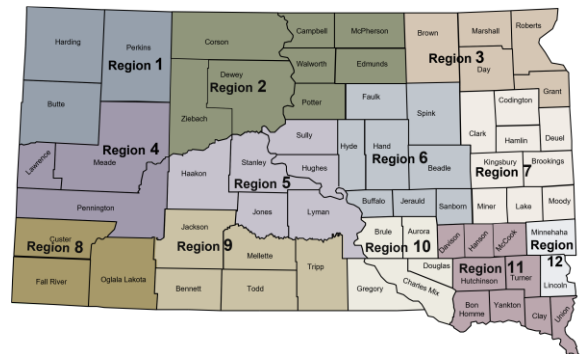 Harding
Perkins
Corson
Campbell
McPherson
Brown
Marshall
Roberts
Region 1
Region 2
Region 3
Dewey
Walworth
Edmunds
Day
Butte
Ziebach
Potter
Faulk
Spink
Grant
Codington
Clark
Hamlin
Deuel
Region 4
Lawrence
Meade
Sully
Hyde
Hand
Region 6
Beadle
Kingsbury
Brookings
Region 7
Haakon
Stanley
Hughes
Region 5
Pennington
Jones
Lyman
Buffalo
Jerauld
Sanborn
Miner
Lake
Moody
Custer
Region 8
Jackson
Region 9
Mellette
Brule
Aurora
Region 10
Davison
Hanson
McCook
Minnehaha
Region
12
Fall River
Oglala Lakota
Bennett
Todd
Tripp
Gregory
Charles Mix
Douglas
Region 11
Hutchinson
Turner
Lincoln
Bon
Homme
Yankton
Clay
Union